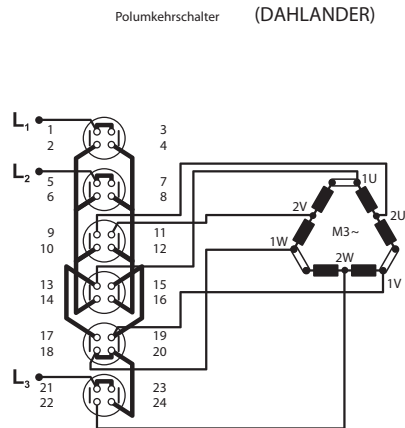 Polumkehrschalter (DAHLANDER)
L1 1 3
2 4
L2 5 7
6 8
9 11
10 12
13 15
14 16
17 19
18 20
L3 21 23
22 24
1U
2V 2U
M3~
1W 2W
1V